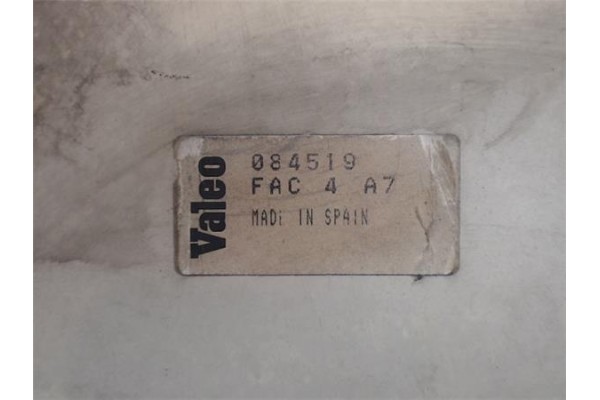 Valeo
084519
FAC 4 A7
MADE IN SPAIN